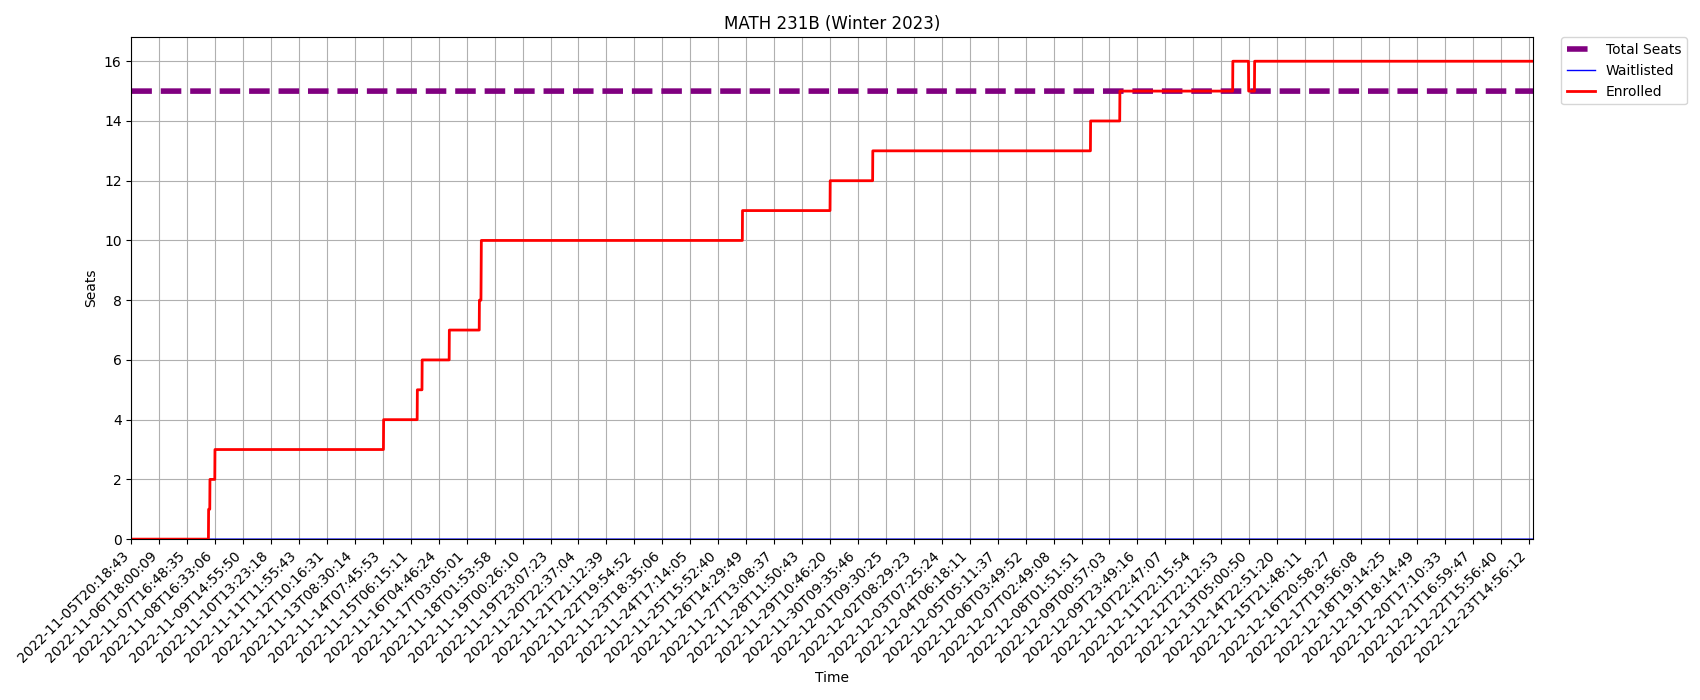 MATH 231B (Winter 2023)
Total Seats
Waitlisted
Enrolled
Seats
16
14
12
10
8
6
4
2
0
2022-11-05T20:18:43
2022-11-06T18:00:09
2022-11-07T16:48:35
2022-11-08T16:33:06
2022-11-09T14:55:50
2022-11-10T13:23:18
2022-11-11T11:55:43
2022-11-12T10:16:31
2022-11-13T08:30:14
2022-11-14T07:45:53
2022-11-15T06:15:11
2022-11-16T04:46:24
2022-11-17T03:05:01
2022-11-18T01:53:58
2022-11-19T00:26:10
2022-11-19T23:07:23
2022-11-20T22:37:04
2022-11-21T21:12:39
2022-11-22T19:54:52
2022-11-23T18:35:06
2022-11-24T17:14:05
2022-11-25T15:52:40
2022-11-26T14:29:49
2022-11-27T13:08:37
2022-11-28T11:50:43
2022-11-29T10:46:20
2022-11-30T09:35:46
2022-12-01T09:30:25
2022-12-02T08:29:23
2022-12-03T07:25:24
2022-12-04T06:18:11
2022-12-05T05:11:37
2022-12-06T03:49:52
2022-12-07T02:49:08
2022-12-08T01:51:51
2022-12-09T00:57:03
2022-12-09T23:49:16
2022-12-10T22:47:07
2022-12-11T22:15:54
2022-12-12T22:12:53
2022-12-13T05:00:50
2022-12-14T22:51:20
2022-12-15T21:48:11
2022-12-16T20:58:27
2022-12-17T19:56:08
2022-12-18T19:14:25
2022-12-19T18:14:49
2022-12-20T17:10:33
2022-12-21T16:59:47
2022-12-22T15:56:40
2022-12-23T14:56:12
Time